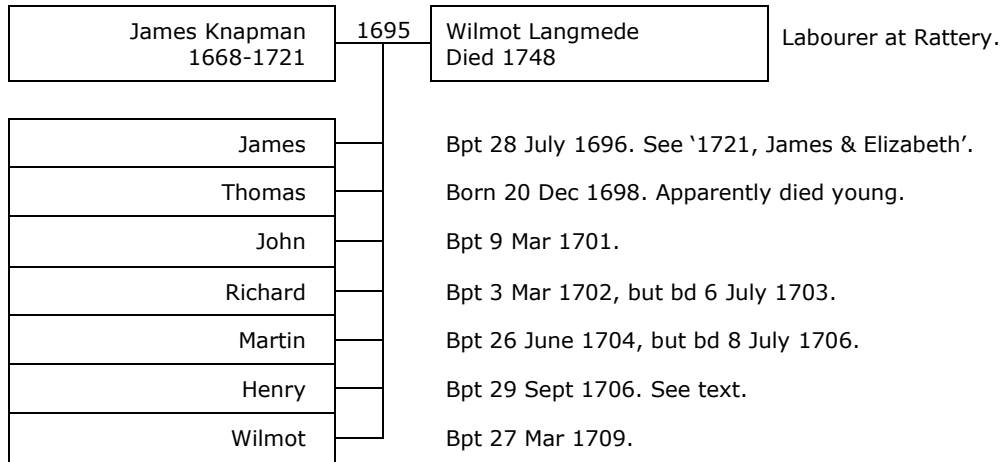 James Knapman 1695 Wilmot Langmede Labourer at Rattery.
1668-1721 Died 1748
James Bpt 28 July 1696. See ‘1721, James & Elizabeth’.
Thomas Born 20 Dec 1698. Apparently died young.
John Bpt 9 Mar 1701.
Richard Bpt 3 Mar 1702, but bd 6 July 1703.
Martin Bpt 26 June 1704, but bd 8 July 1706.
Henry Bpt 29 Sept 1706. See text.
Wilmot Bpt 27 Mar 1709.